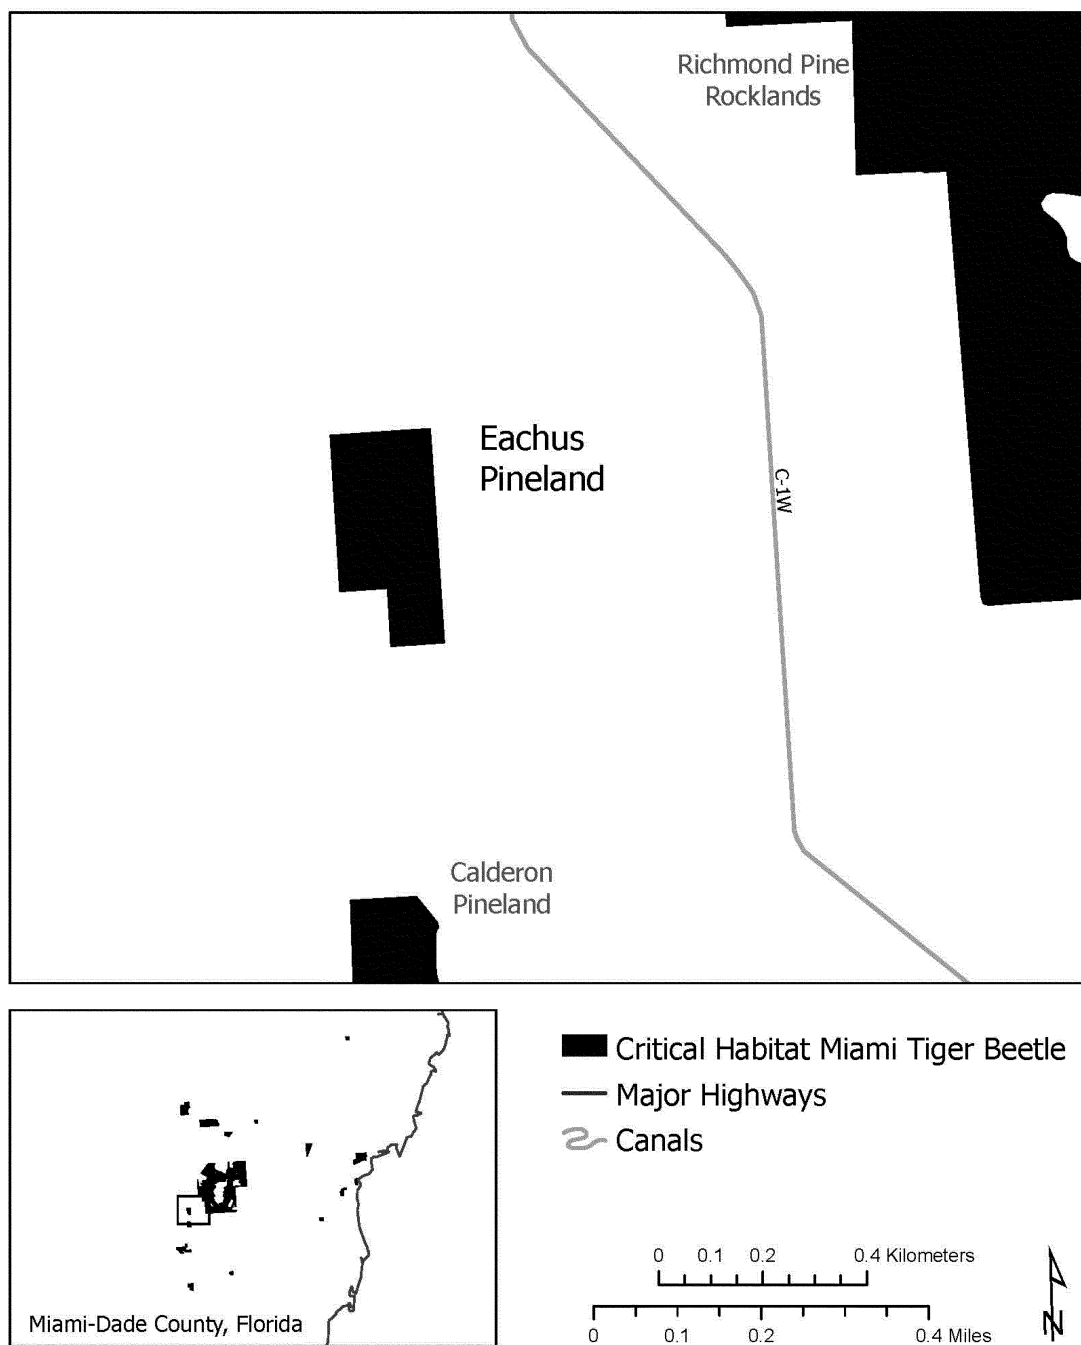 Richmond Pine
Rocklands
Eachus
Pineland
C-1W
Calderon
Pineland
Miami-Dade County, Florida
Critical Habitat Miami Tiger Beetle
Major Highways
Canals
0 0.1 0.2 0.4 Kilometers
0 0.1 0.2 0.4 Miles
N